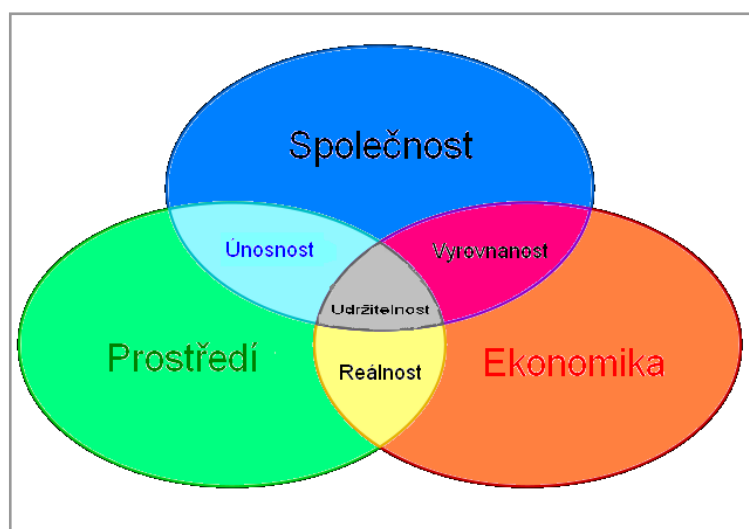 Společnost
Únosnost
Vyrovnanost
Udržitelnost
Prostředí
Reálnost
Ekonomika